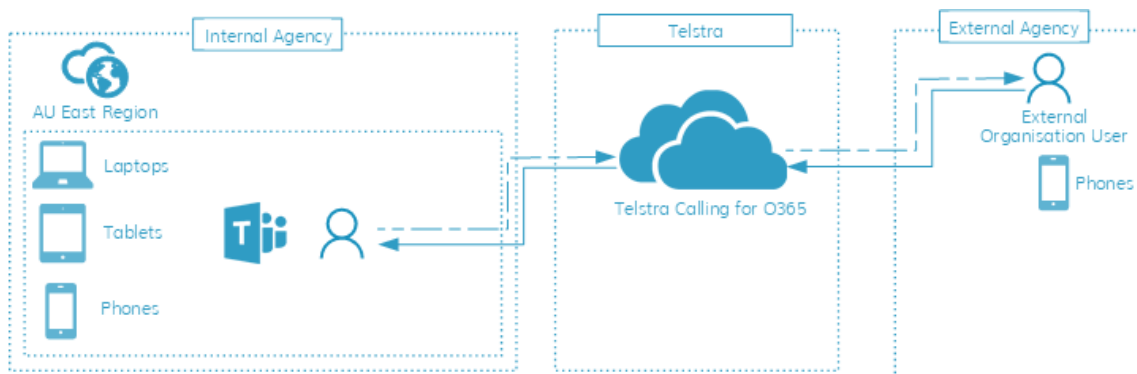 Internal Agency
Telstra
External Agency
AU East Region
Laptops
Tablets
Phones
T
Telstra Calling for O365
External
Organisation User
Phones